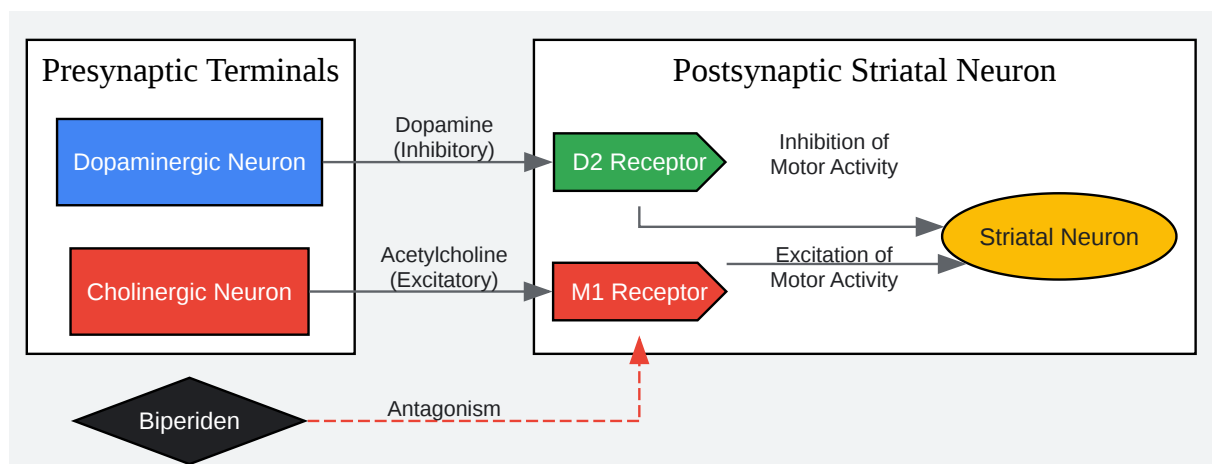 Presynaptic Terminals
Postsynaptic Striatal Neuron
Dopaminergic Neuron
Dopamine
(Inhibitory)
D2 Receptor
Inhibition of
Motor Activity
Striatal Neuron
Cholinergic Neuron
Acetylcholine
(Excitatory)
M1 Receptor
Excitation of
Motor Activity
Biperiden
Antagonism